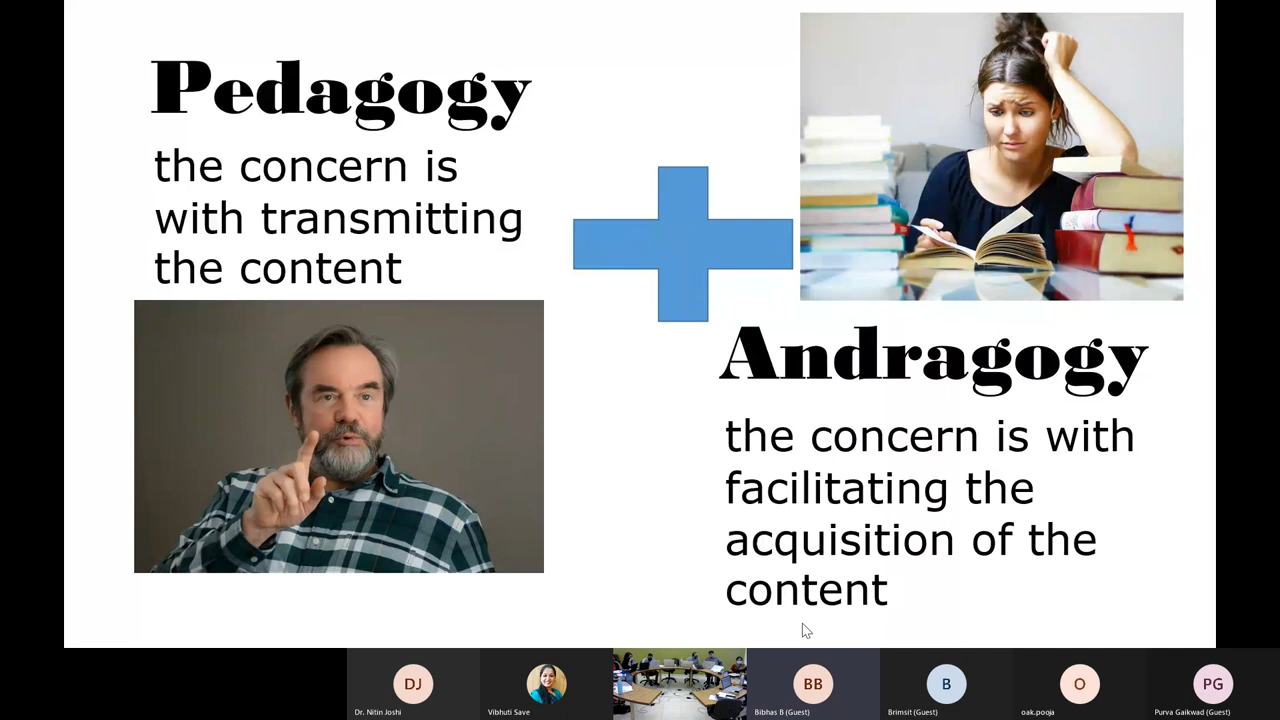 Pedagogy
the concern is
with transmitting
the content
Andragogy
the concern is with
facilitating the
acquisition of the
content
DJ
Dr. Nitin Joshi
Vibhuti Save
BB
Bibhas B (Guest)
B
Brimsit (Guest)
O
oak.pooja
PG
Purva Gaikwad (Guest)